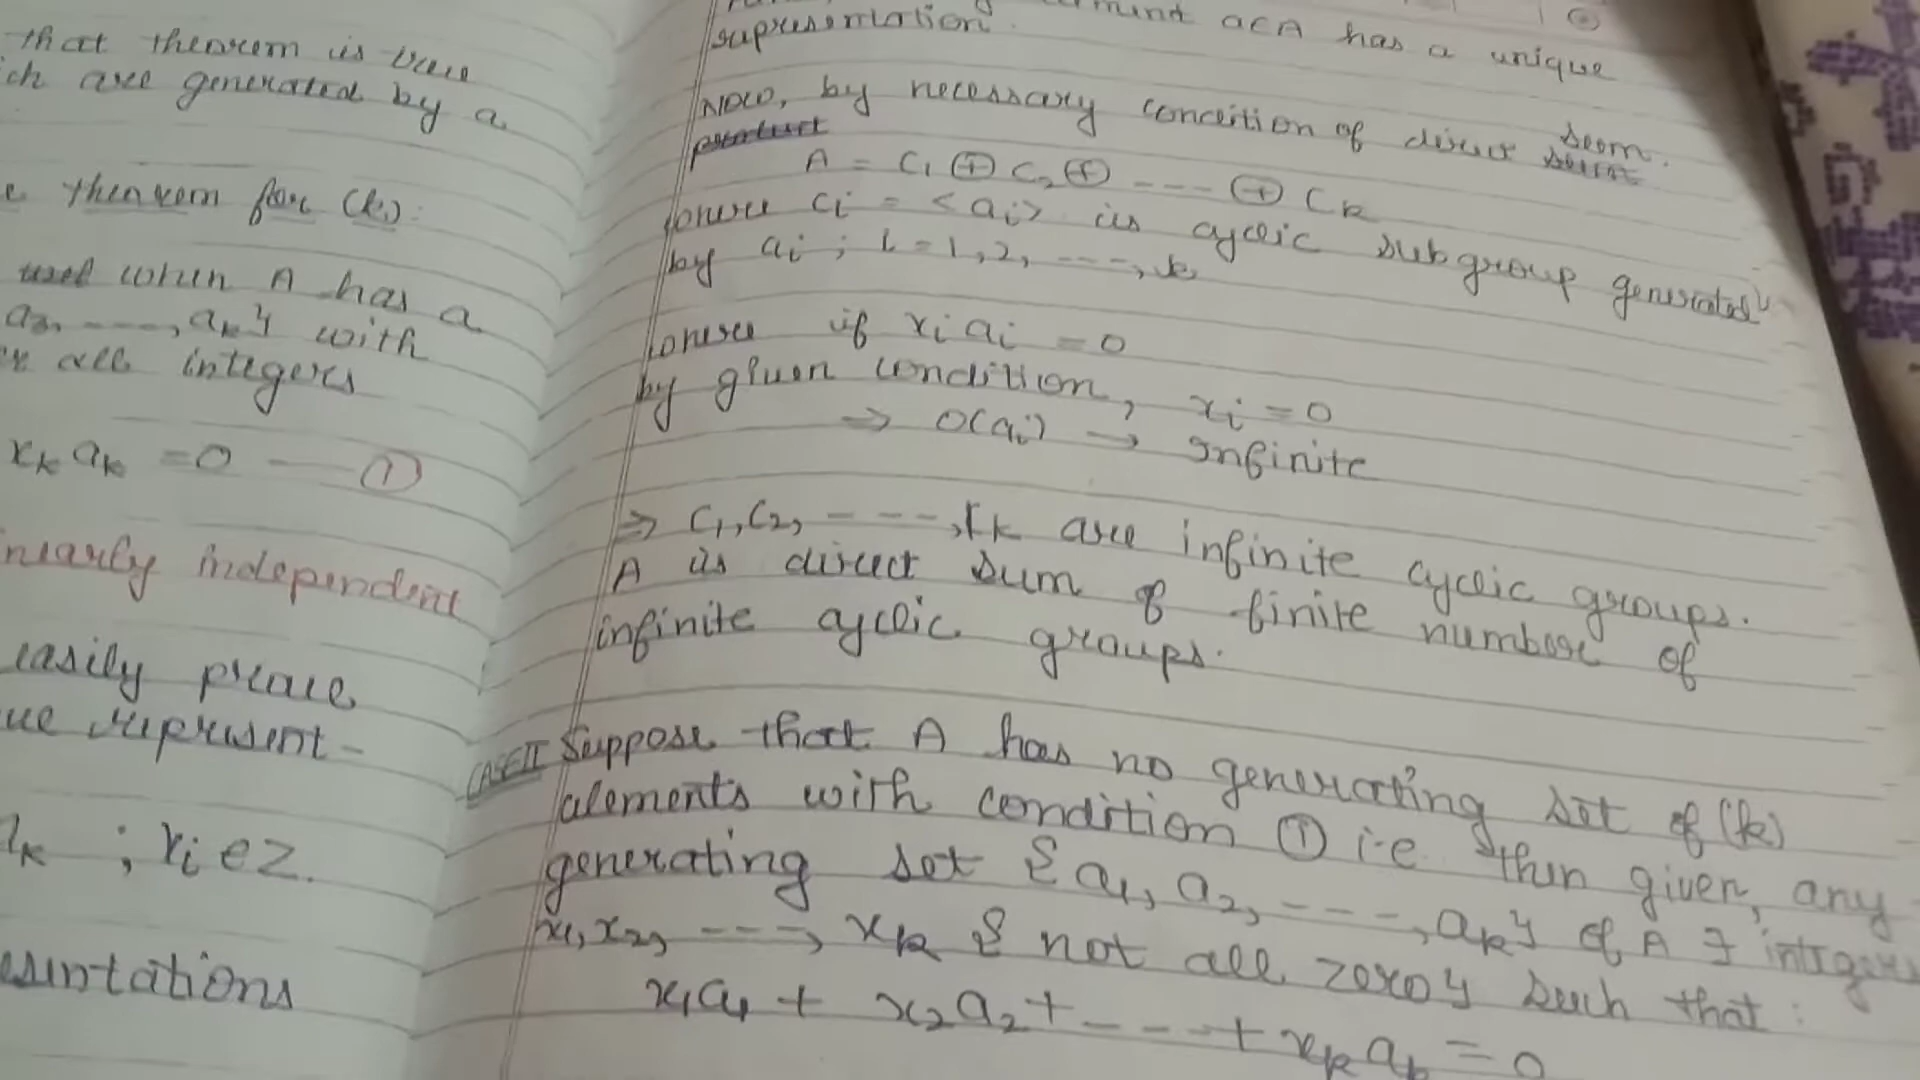 that theorem is true
ich are generated by a
e theorem for (k).
used when A has a
a2, ---, ak} with
all integers
xk ak = 0 — ①
nearly independent
easily prove
ue represent-
ak ; xi ∈ Z.
esentations
a∈A has a unique
representation.
Now, by necessary condition of direct sum.
A = C1 ⊕ C2 ⊕ --- ⊕ Ck
where Ci = <ai> is cyclic subgroup generated
by ai ; i = 1, 2, ---, k
where if xi ai = 0
by given condition, xi = 0
⇒ O(ai) → Infinite
⇒ C1, C2, ----, Ck are infinite cyclic groups.
A is direct sum of finite number of
infinite cyclic groups.
CASE II Suppose that A has no generating set of (k)
elements with condition ① i.e. then given, any
generating set {a1, a2, ---, ak} of A ∃ integers
x1, x2, ---, xk {not all zero} such that :
x1a1 + x2a2 + --- + xkak = 0